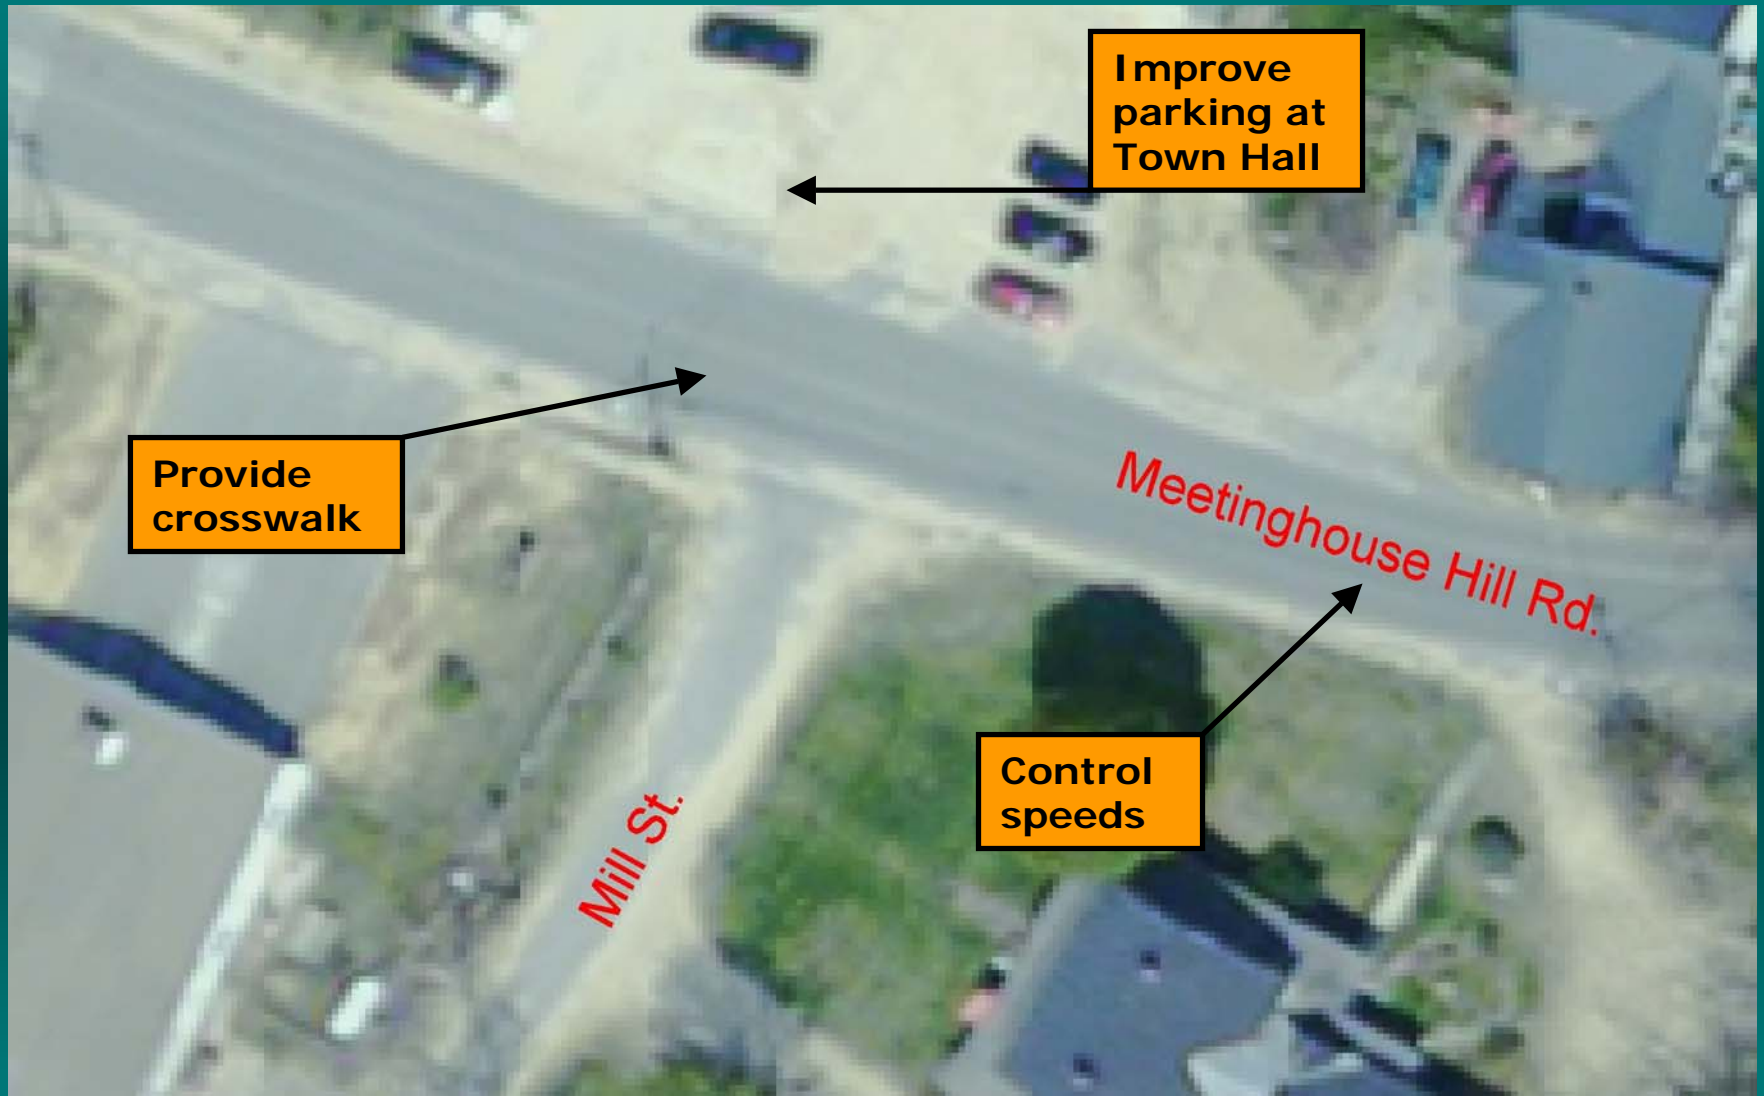 Improve
parking at
Town Hall
Provide
crosswalk
Meetinghouse Hill Rd.
Control
speeds
Mill St.